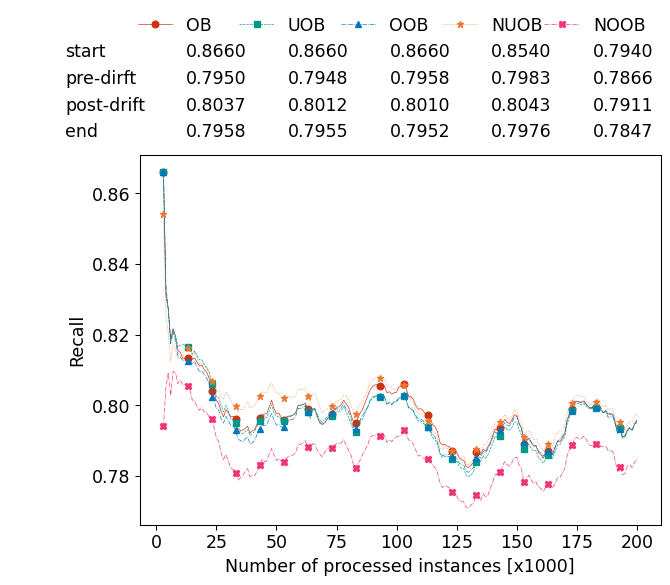 OB UOB OOB NUOB NOOB
start 0.8660 0.8660 0.8660 0.8540 0.7940
pre-dirft 0.7950 0.7948 0.7958 0.7983 0.7866
post-drift 0.8037 0.8012 0.8010 0.8043 0.7911
end 0.7958 0.7955 0.7952 0.7976 0.7847
0.86
0.84
0.82
0.80
0.78
Recall
0 25 50 75 100 125 150 175 200
Number of processed instances [x1000]